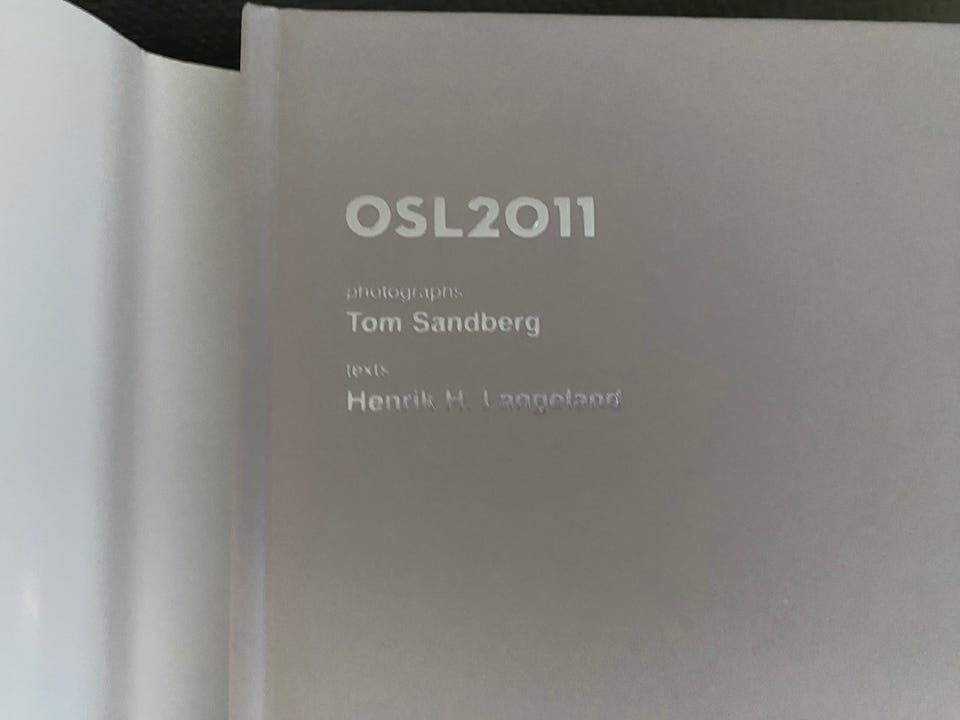 OSL2011
photographs
Tom Sandberg
texts
Henrik H. Langeland